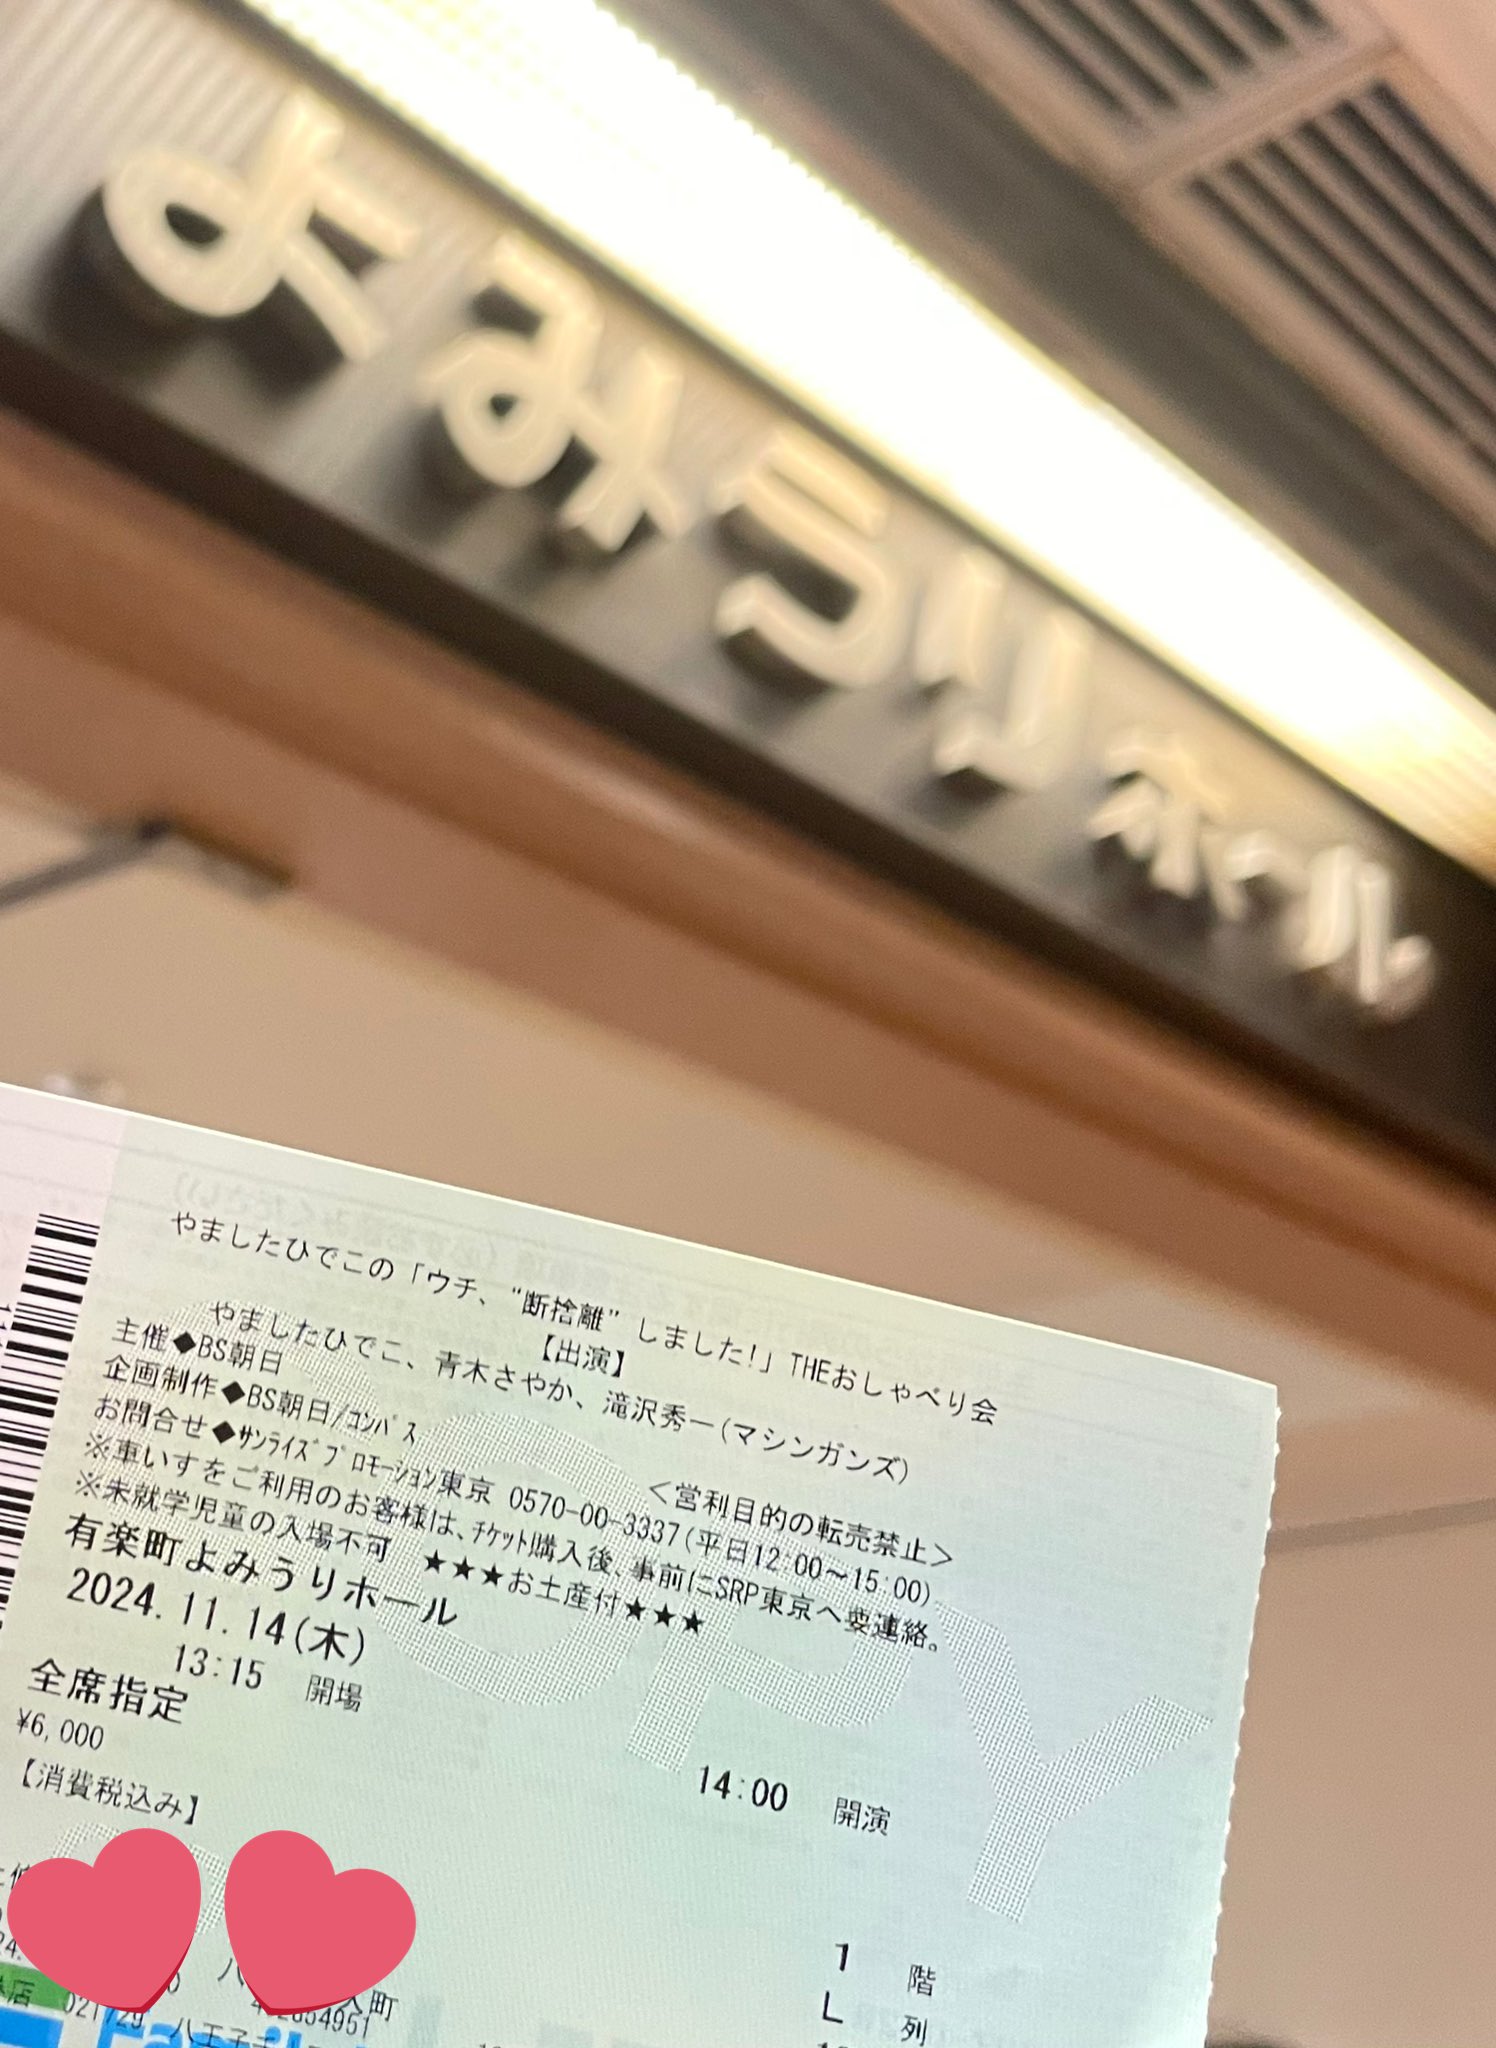 よみうりホール
やましたひでこの「ウチ、“断捨離”しました!」THEおしゃべり会
【出演】
やましたひでこ、青木さやか、滝沢秀一(マシンガンズ)
主催◆BS朝日
企画制作◆BS朝日/ｺﾝﾊﾟｽ
<営利目的の転売禁止>
お問合せ◆ｻﾝﾗｲｽﾞﾌﾟﾛﾓｰｼｮﾝ東京 0570-00-3337(平日12:00～15:00)
※車いすをご利用のお客様は、ﾁｹｯﾄ購入後、事前にSRP東京へ要連絡。
※未就学児童の入場不可 ★★★お土産付★★★
有楽町よみうりホール
2024.11.14(木)
13:15 開場
14:00 開演
全席指定
¥6,000
【消費税込み】
COPY
1 階
L 列